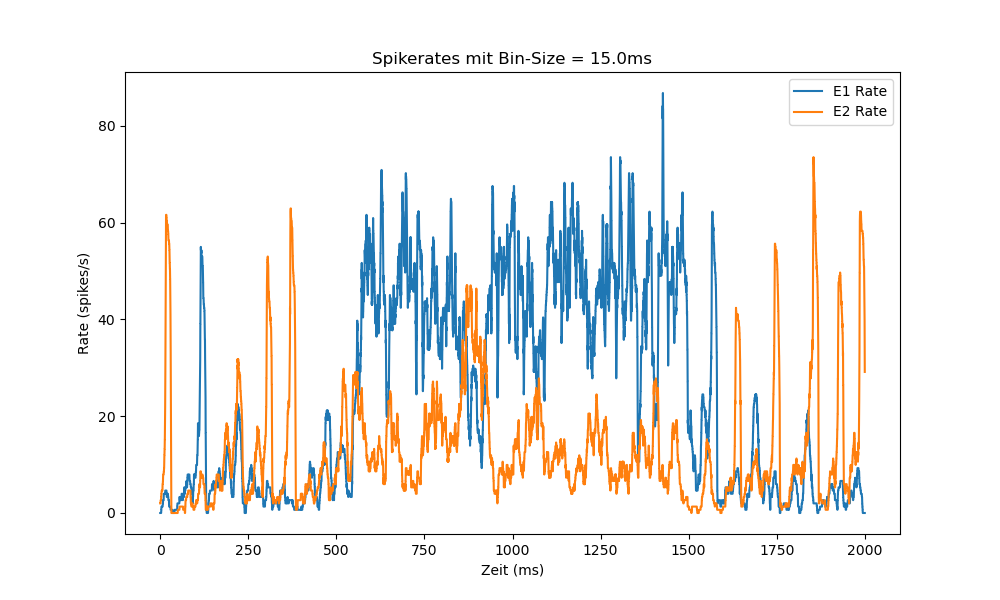 Spikerates mit Bin-Size = 15.0ms
E1 Rate
E2 Rate
Rate (spikes/s)
80
60
40
20
0
0 250 500 750 1000 1250 1500 1750 2000
Zeit (ms)